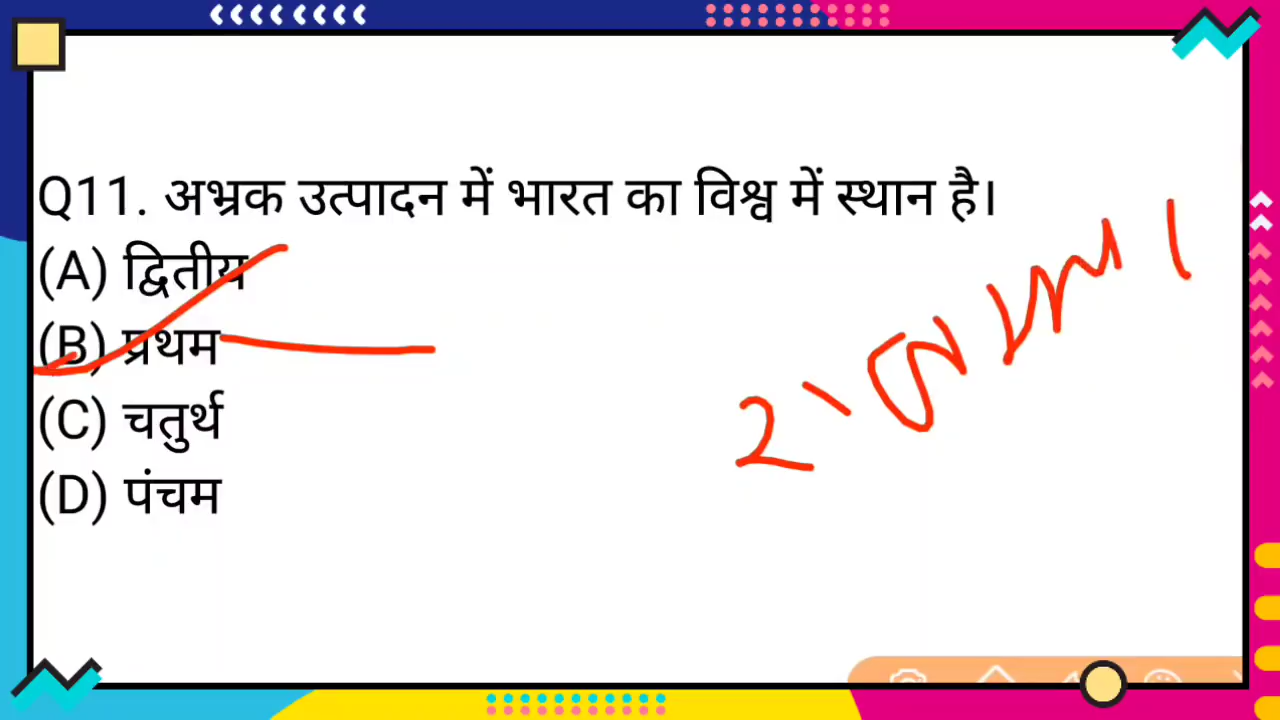 Q11. अभ्रक उत्पादन में भारत का विश्व में स्थान है।
(A) द्वितीय
(B) प्रथम
(C) चतुर्थ
(D) पंचम